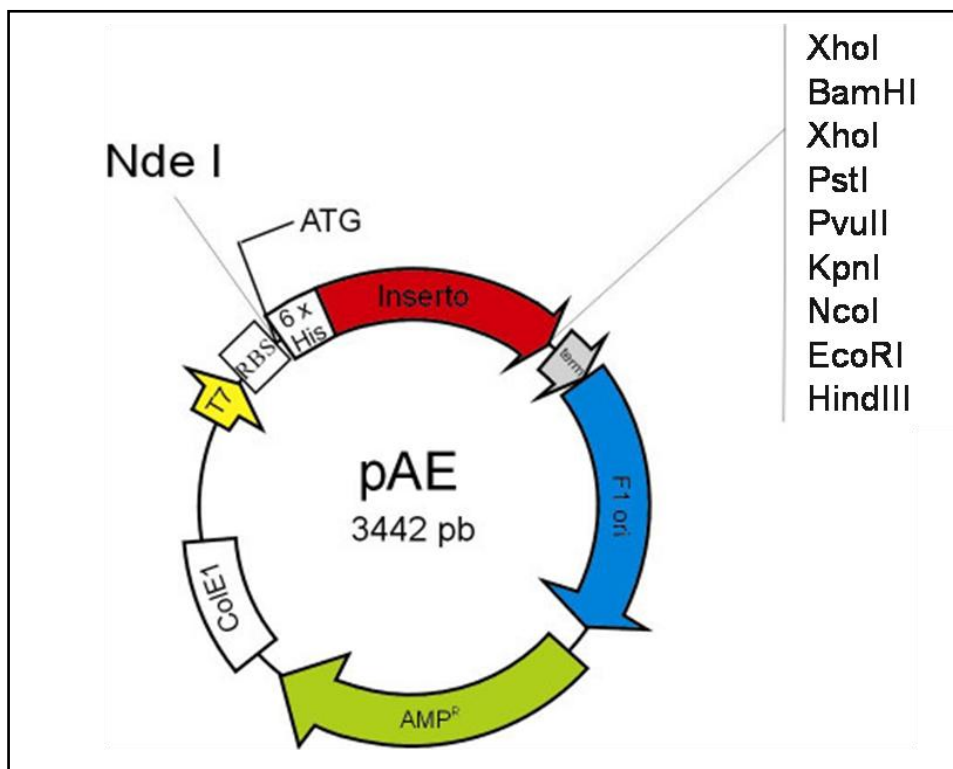 XhoI
BamHI
XhoI
PstI
PvuII
KpnI
NcoI
EcoRI
HindIII
Nde I
ATG
6 x
His
Inserto
RBS
T7
term
F1 ori
pAE
3442 pb
ColE1
AMPᴿ